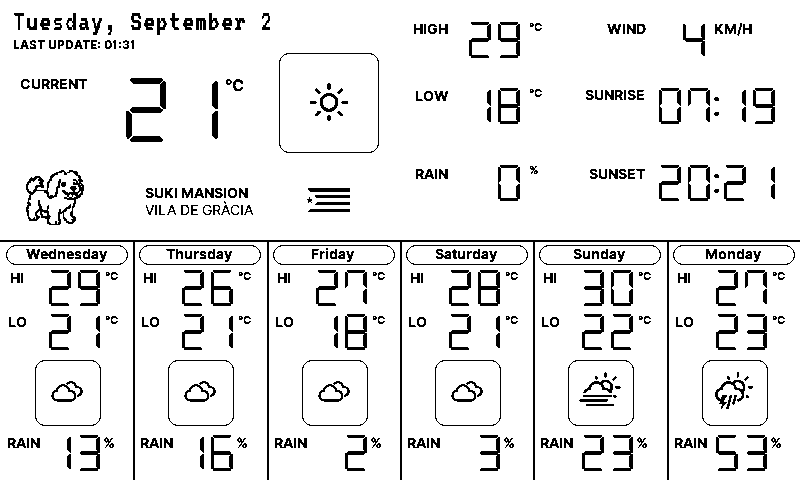 Tuesday, September 2
LAST UPDATE: 01:31
CURRENT 21 °C
SUKI MANSION
VILA DE GRÀCIA
HIGH 29 °C
LOW 18 °C
RAIN 0 %
WIND 4 KM/H
SUNRISE 07:19
SUNSET 20:21
Wednesday
HI 29 °C
LO 21 °C
RAIN 13 %
Thursday
HI 26 °C
LO 21 °C
RAIN 16 %
Friday
HI 27 °C
LO 18 °C
RAIN 2 %
Saturday
HI 28 °C
LO 21 °C
RAIN 3 %
Sunday
HI 30 °C
LO 22 °C
RAIN 23 %
Monday
HI 27 °C
LO 23 °C
RAIN 53 %